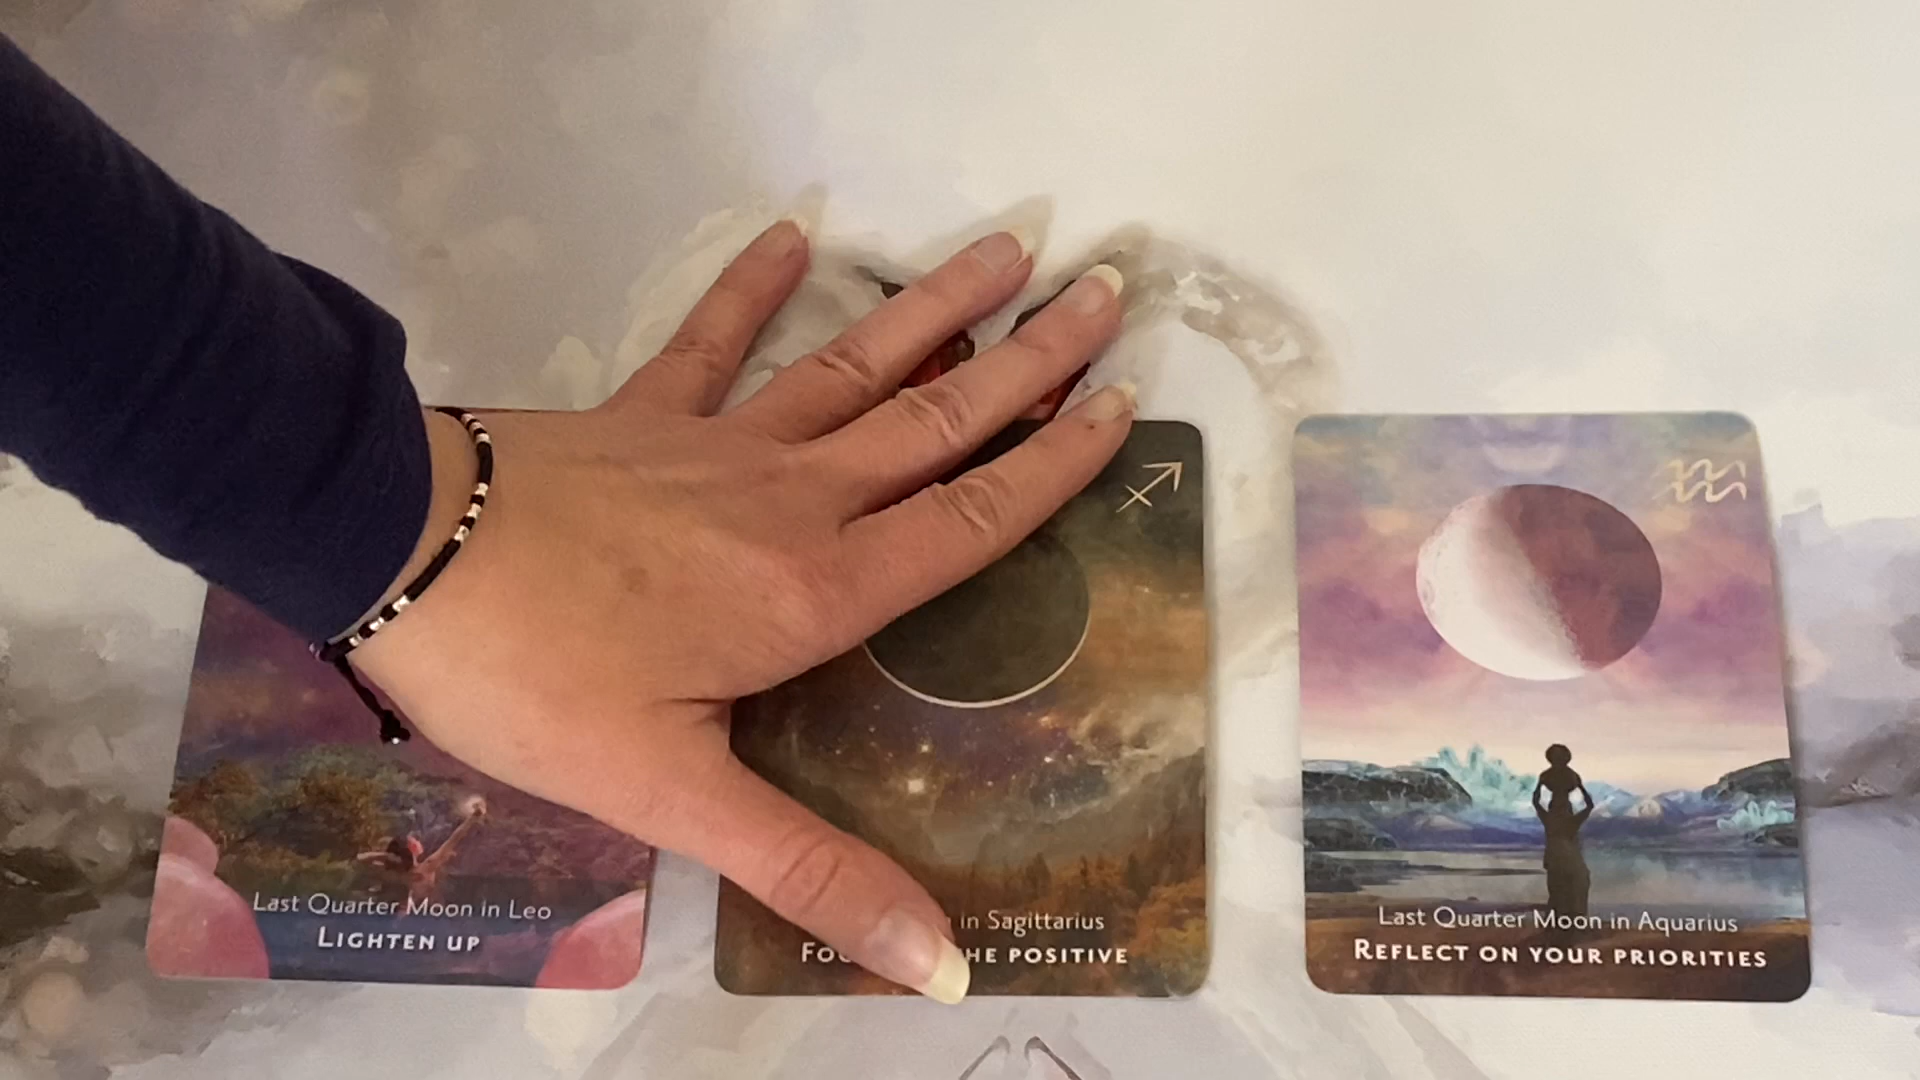 Last Quarter Moon in Leo
LIGHTEN UP
in Sagittarius
HE POSITIVE
Last Quarter Moon in Aquarius
REFLECT ON YOUR PRIORITIES